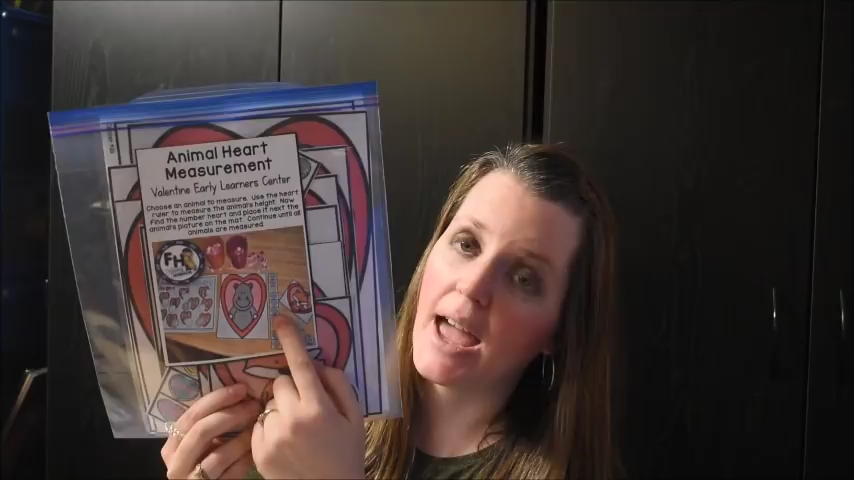 Animal Heart
Measurement
Valentine Early Learners Center
Choose an animal to measure. Use the heart
ruler to measure the animal's height. Now
find the number heart and place it next the
animal's picture on the mat. Continue until all
animals are measured.
FH